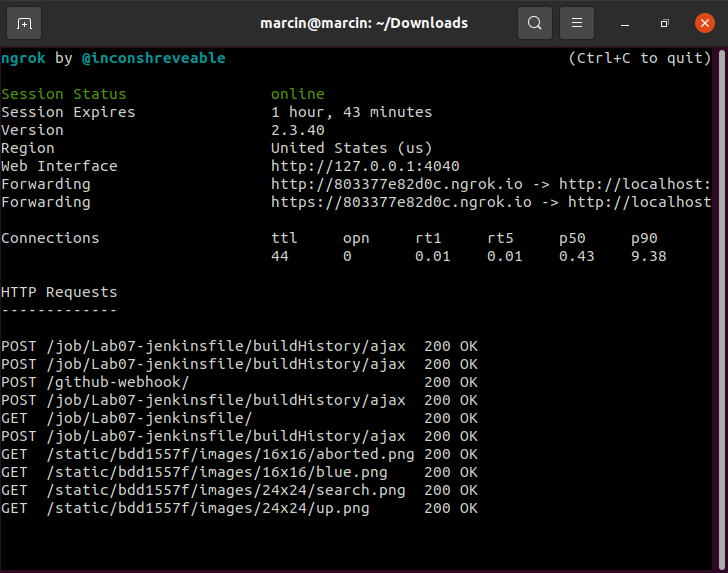 marcin@marcin: ~/Downloads
ngrok by @inconshreveable (Ctrl+C to quit)
Session Status online
Session Expires 1 hour, 43 minutes
Version 2.3.40
Region United States (us)
Web Interface http://127.0.0.1:4040
Forwarding http://803377e82d0c.ngrok.io -> http://localhost:
Forwarding https://803377e82d0c.ngrok.io -> http://localhost
Connections ttl opn rt1 rt5 p50 p90
44 0 0.01 0.01 0.43 9.38
HTTP Requests
-------------
POST /job/Lab07-jenkinsfile/buildHistory/ajax 200 OK
POST /job/Lab07-jenkinsfile/buildHistory/ajax 200 OK
POST /github-webhook/ 200 OK
POST /job/Lab07-jenkinsfile/buildHistory/ajax 200 OK
GET /job/Lab07-jenkinsfile/ 200 OK
POST /job/Lab07-jenkinsfile/buildHistory/ajax 200 OK
GET /static/bdd1557f/images/16x16/aborted.png 200 OK
GET /static/bdd1557f/images/16x16/blue.png 200 OK
GET /static/bdd1557f/images/24x24/search.png 200 OK
GET /static/bdd1557f/images/24x24/up.png 200 OK